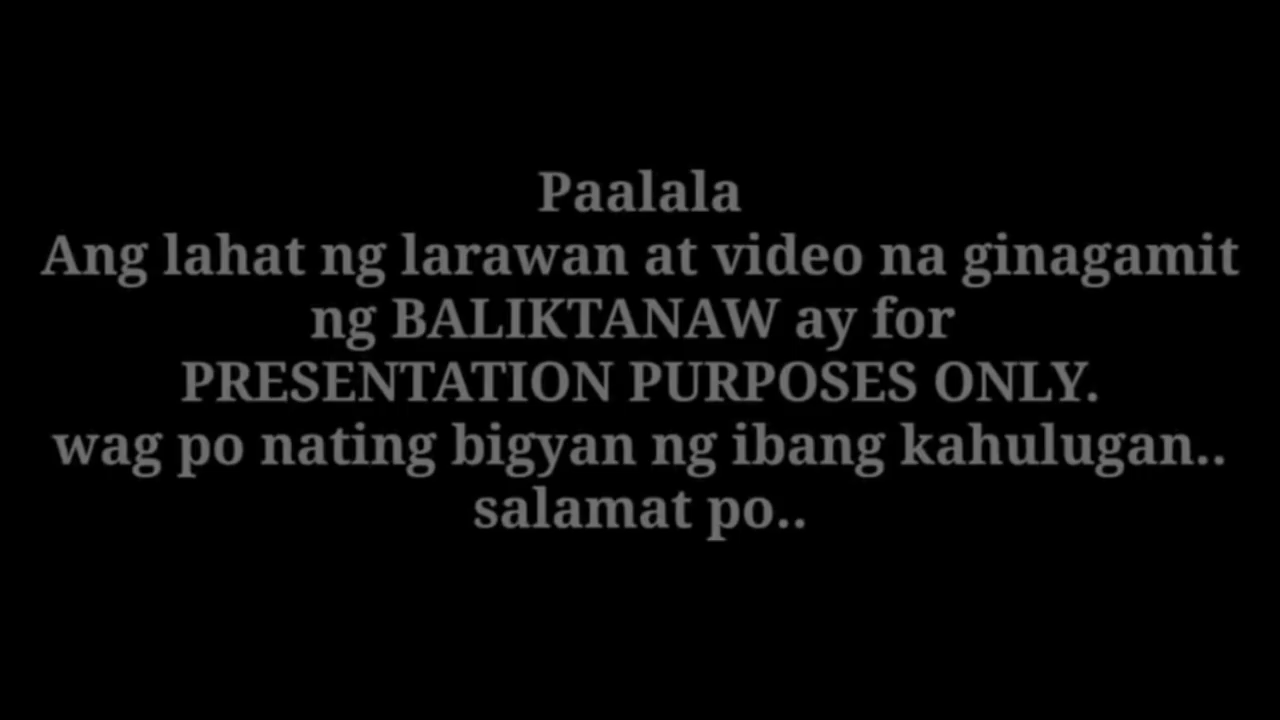 Paalala
Ang lahat ng larawan at video na ginagamit
ng BALIKTANAW ay for
PRESENTATION PURPOSES ONLY.
wag po nating bigyan ng ibang kahulugan..
salamat po..